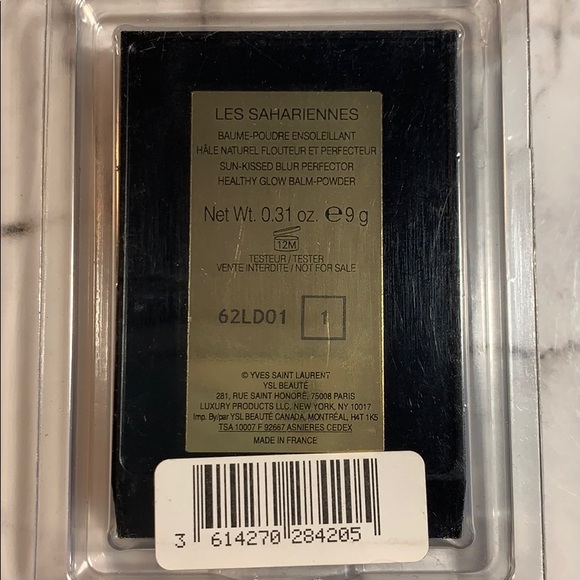 LES SAHARIENNES
BAUME-POUDRE ENSOLEILLANT
HÂLE NATUREL FLOUTEUR ET PERFECTEUR
SUN-KISSED BLUR PERFECTOR
HEALTHY GLOW BALM-POWDER
Net Wt. 0.31 oz. ℮9 g
12M
TESTEUR / TESTER
VENTE INTERDITE / NOT FOR SALE
62LD01 1
© YVES SAINT LAURENT
YSL BEAUTÉ
281, RUE SAINT HONORÉ, 75008 PARIS
LUXURY PRODUCTS LLC, NEW YORK, NY 10017
Imp. By/par YSL BEAUTÉ CANADA, MONTRÉAL, H4T 1K5
TSA 10007 F 92667 ASNIERES CEDEX
MADE IN FRANCE
3 614270 284205